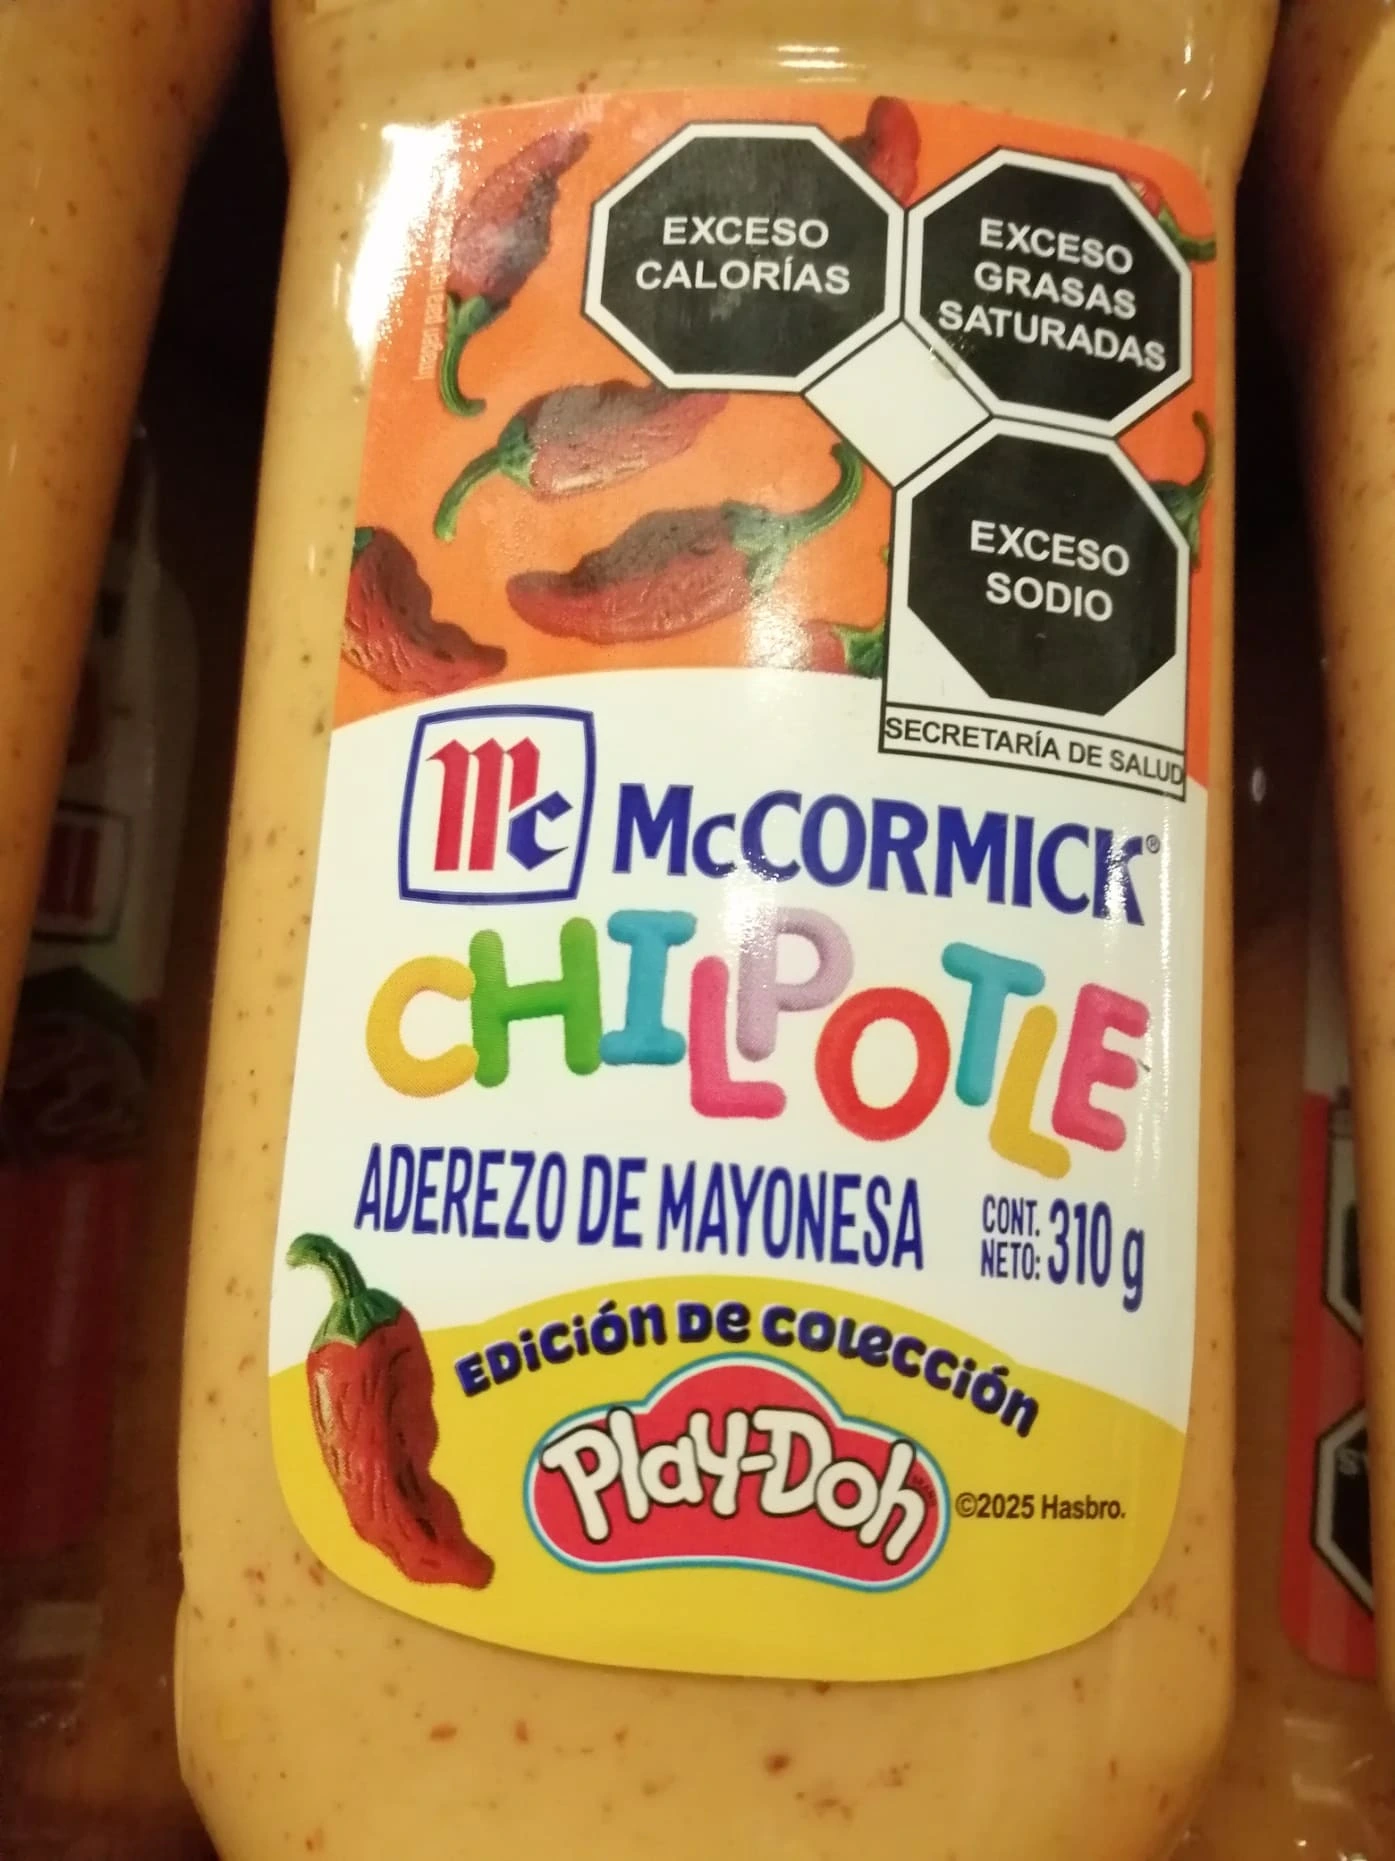 EXCESO
CALORÍAS
EXCESO
GRASAS
SATURADAS
EXCESO
SODIO
SECRETARÍA DE SALUD
Mc
McCORMICK®
CHILPOTLE
ADEREZO DE MAYONESA
CONT.
NETO: 310 g
EDICIÓN DE COLECCIÓN
Play-Doh
©2025 Hasbro.